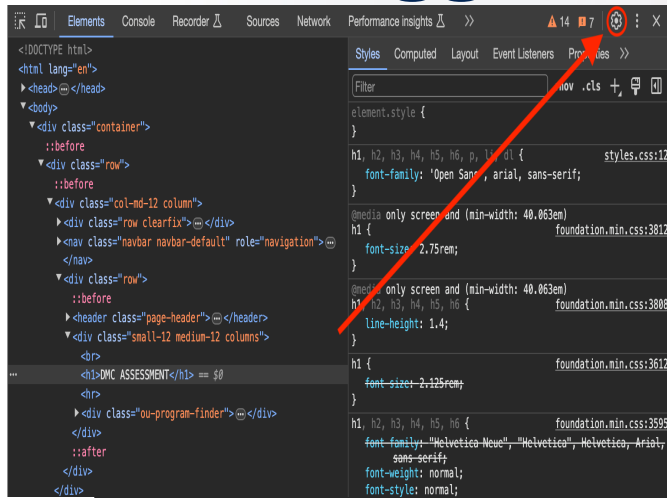 Elements Console Recorder Sources Network Performance insights >> 14 7
<!DOCTYPE html>
<html lang="en">
<head>…</head>
<body>
<div class="container">
::before
<div class="row">
::before
<div class="col-md-12 column">
<div class="row clearfix">…</div>
<nav class="navbar navbar-default" role="navigation">…
</nav>
<div class="row">
::before
<header class="page-header">…</header>
<div class="small-12 medium-12 columns">
<br>
… <h1>DMC ASSESSMENT</h1> == $0
<hr>
<div class="ou-program-finder">…</div>
</div>
::after
</div>
</div>
Styles Computed Layout Event Listeners Properties >>
Filter :hov .cls
element.style {
}
h1, h2, h3, h4, h5, h6, p, li, dl { styles.css:12
font-family: 'Open Sans', arial, sans-serif;
}
@media only screen and (min-width: 40.063em)
h1 { foundation.min.css:3812
font-size: 2.75rem;
}
@media only screen and (min-width: 40.063em)
h1, h2, h3, h4, h5, h6 { foundation.min.css:3808
line-height: 1.4;
}
h1 { foundation.min.css:3612
font-size: 2.125rem;
}
h1, h2, h3, h4, h5, h6 { foundation.min.css:3595
font-family: "Helvetica Neue", "Helvetica", Helvetica, Arial,
sans-serif;
font-weight: normal;
font-style: normal;